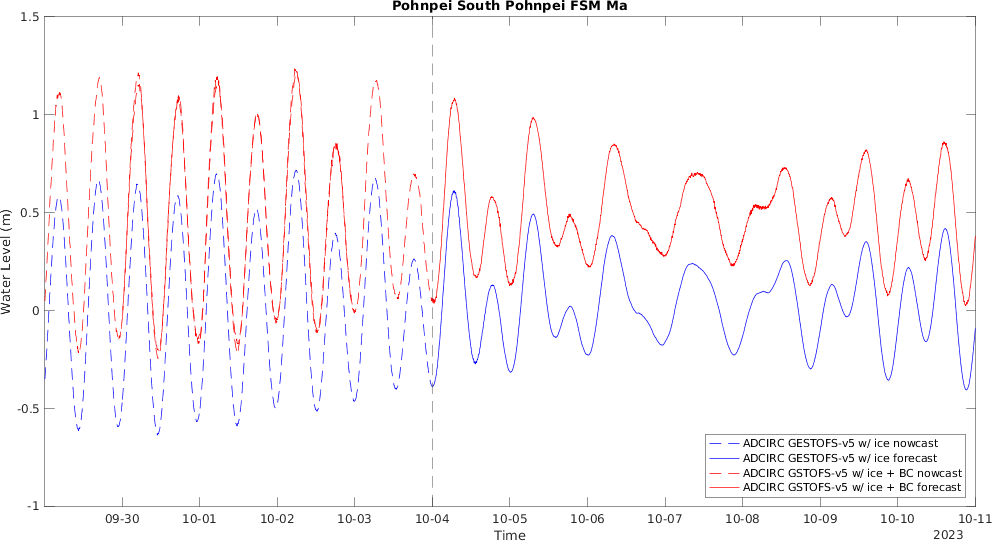 Pohnpei South Pohnpei FSM Ma
Water Level (m)
1.5
1
0.5
0
-0.5
-1
09-30
10-01
10-02
10-03
10-04
10-05
10-06
10-07
10-08
10-09
10-10
10-11
Time
2023
ADCIRC GESTOFS-v5 w/ ice nowcast
ADCIRC GESTOFS-v5 w/ ice forecast
ADCIRC GSTOFS-v5 w/ ice + BC nowcast
ADCIRC GSTOFS-v5 w/ ice + BC forecast